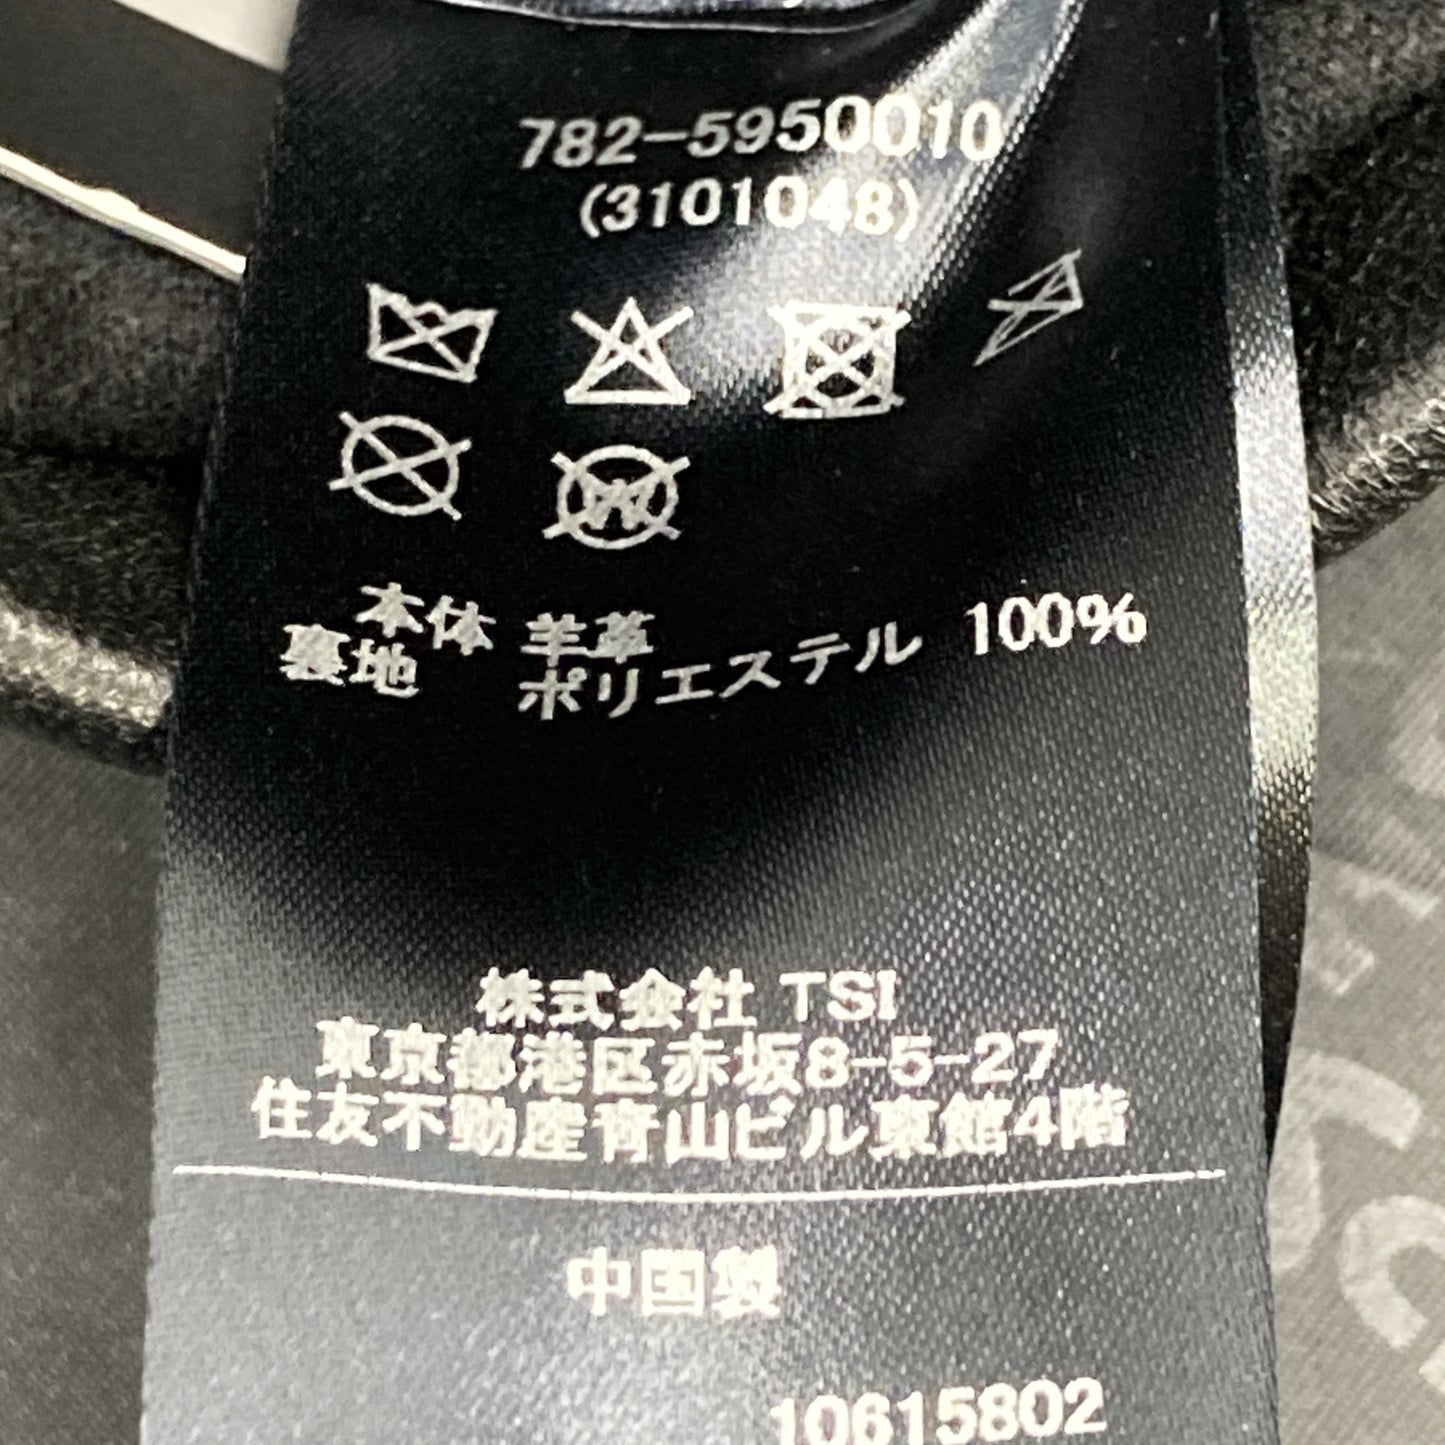 782-5950010
(3101048)
W
本体 羊革
裏地 ポリエステル 100%
株式会社 TSI
東京都港区赤坂8-5-27
住友不動産青山ビル東館4階
中国製
10615802